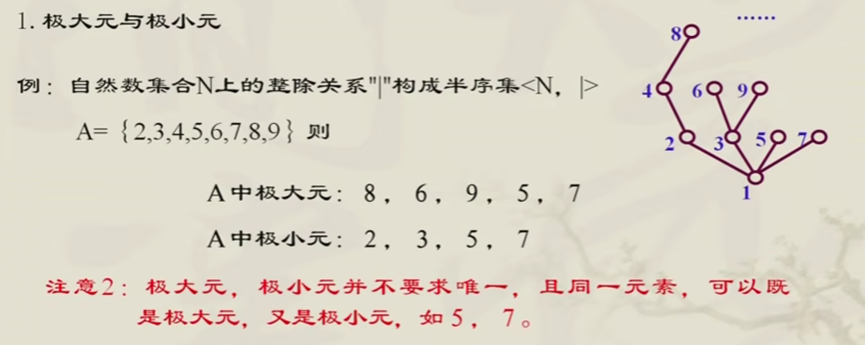 1. 极大元与极小元
……
8
例：自然数集合N上的整除关系"|"构成半序集<N，|>
4 6 9
A=｛2,3,4,5,6,7,8,9｝则
2 3 5 7
1
A中极大元：8，6，9，5，7
A中极小元：2，3，5，7
注意2：极大元，极小元并不要求唯一，且同一元素，可以既
是极大元，又是极小元，如5，7。